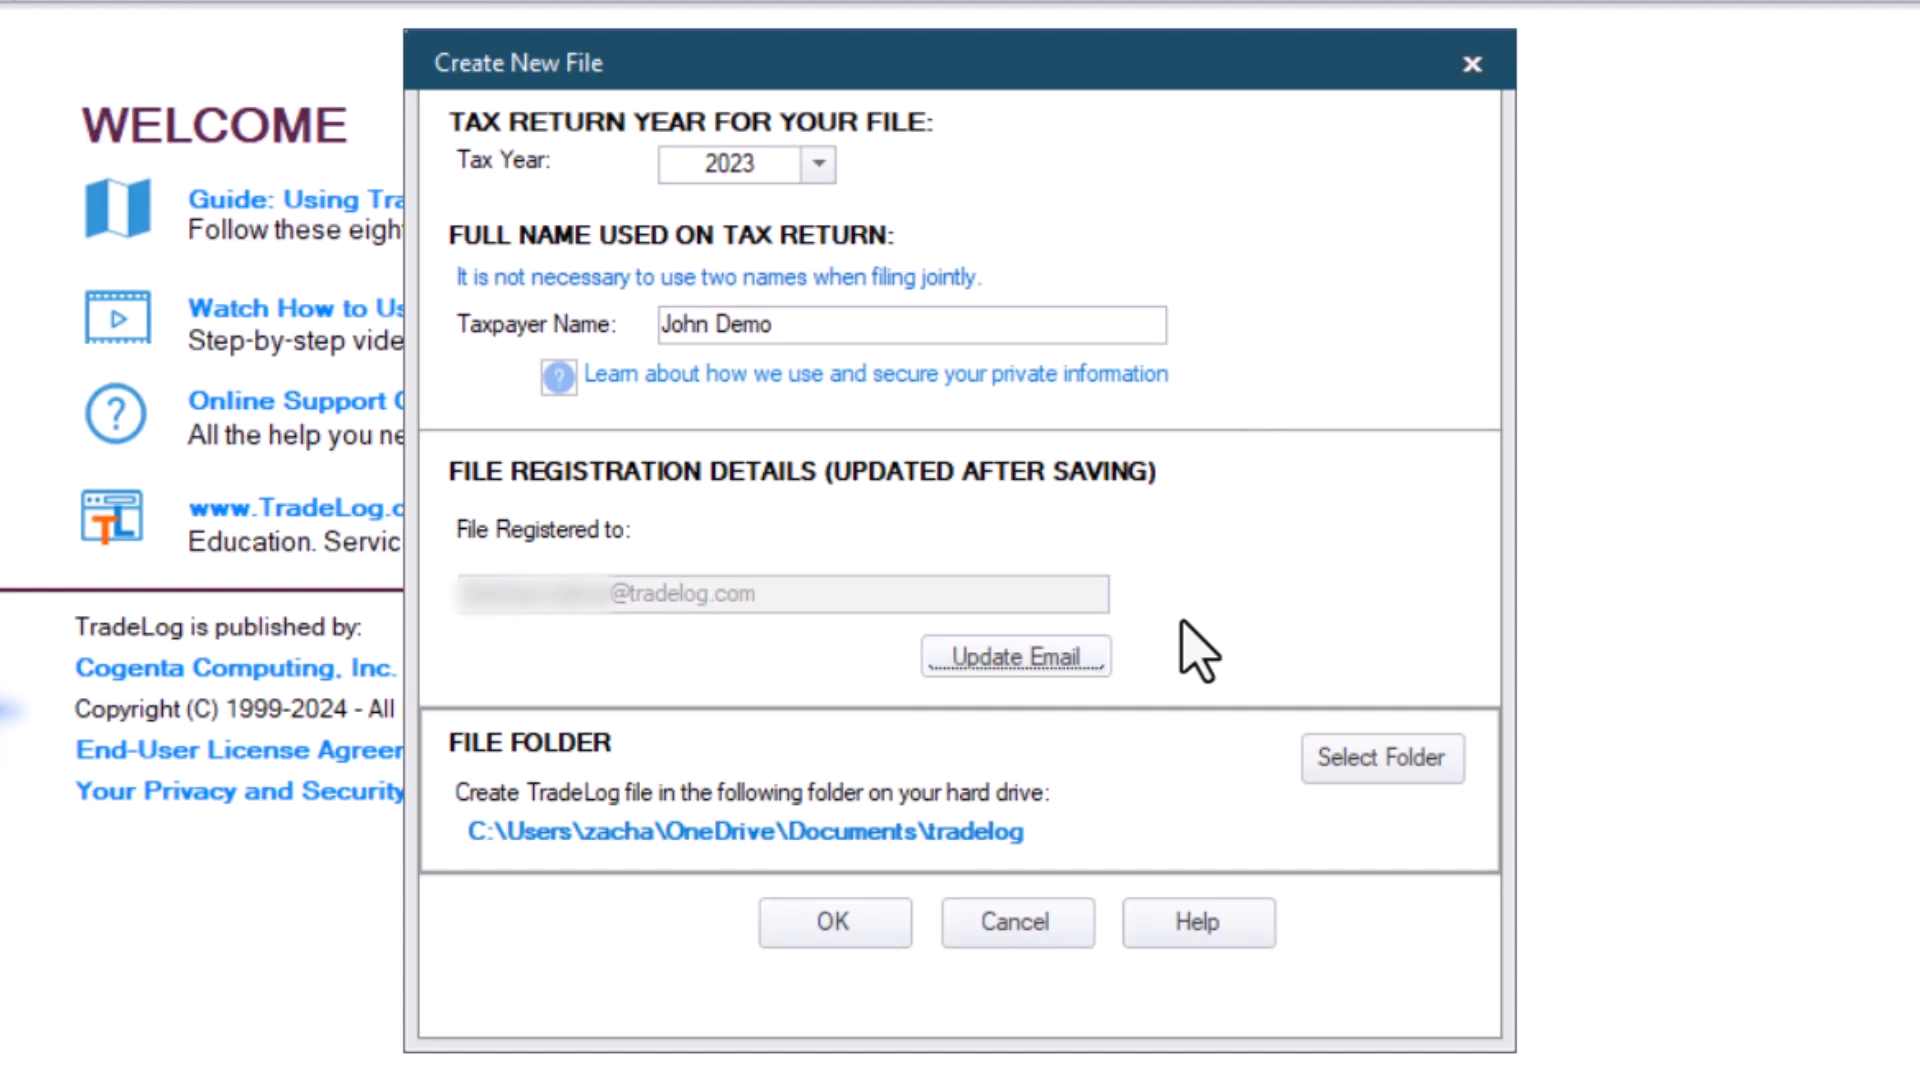 Create New File
TAX RETURN YEAR FOR YOUR FILE:
Tax Year: 2023
FULL NAME USED ON TAX RETURN:
It is not necessary to use two names when filing jointly.
Taxpayer Name: John Demo
? Learn about how we use and secure your private information
FILE REGISTRATION DETAILS (UPDATED AFTER SAVING)
File Registered to:
@tradelog.com
Update Email
FILE FOLDER
Select Folder
Create TradeLog file in the following folder on your hard drive:
C:\Users\zacha\OneDrive\Documents\tradelog
OK Cancel Help
WELCOME
Guide: Using Tra
Follow these eigh
Watch How to Us
Step-by-step vide
Online Support
?
All the help you ne
www.TradeLog.c
TL
Education. Servic
TradeLog is published by:
Cogenta Computing, Inc.
Copyright (C) 1999-2024 - All
End-User License Agreer
Your Privacy and Security